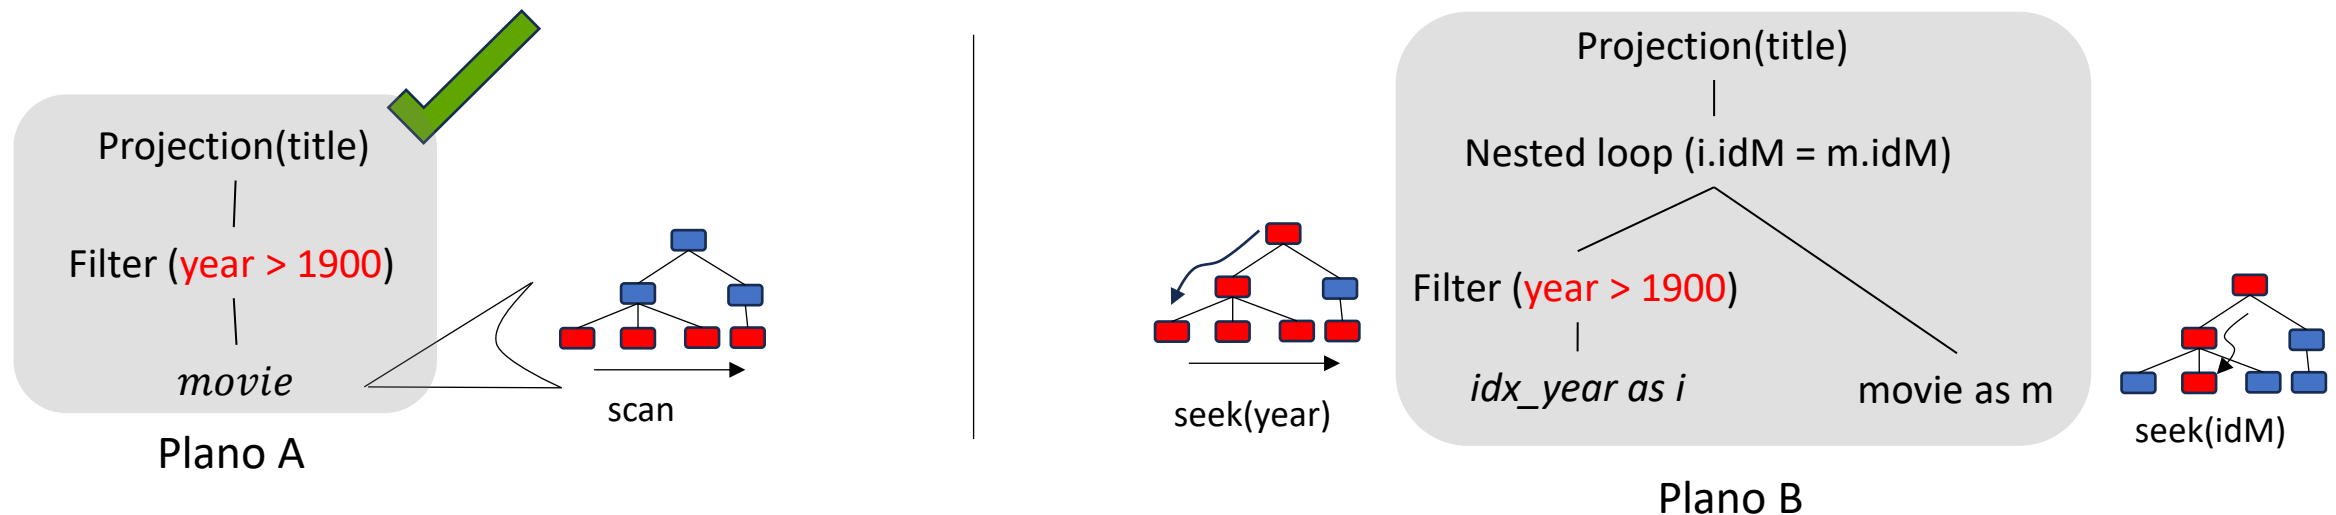 Projection(title)
Filter (year > 1900)
movie
scan
Plano A
Projection(title)
Nested loop (i.idM = m.idM)
Filter (year > 1900)
idx_year as i
movie as m
seek(year)
seek(idM)
Plano B